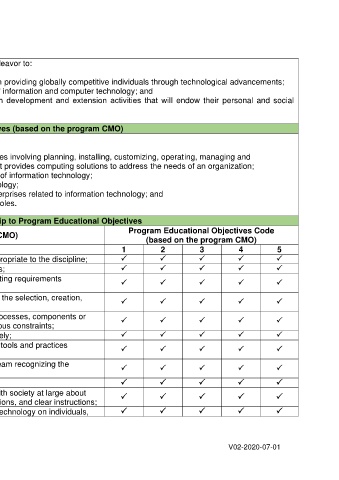 deavor to:
n providing globally competitive individuals through technological advancements;
f information and computer technology; and
h development and extension activities that will endow their personal and social
ves (based on the program CMO)
es involving planning, installing, customizing, operating, managing and
t provides computing solutions to address the needs of an organization;
of information technology;
ology;
erprises related to information technology; and
oles.
ip to Program Educational Objectives
CMO)
Program Educational Objectives Code
(based on the program CMO)
1 2 3 4 5
ropriate to the discipline; ✓ ✓ ✓ ✓ ✓
s; ✓ ✓ ✓ ✓ ✓
ting requirements ✓ ✓ ✓ ✓ ✓
the selection, creation, ✓ ✓ ✓ ✓ ✓
ocesses, components or
ous constraints; ✓ ✓ ✓ ✓ ✓
ely; ✓ ✓ ✓ ✓ ✓
tools and practices ✓ ✓ ✓ ✓ ✓
eam recognizing the ✓ ✓ ✓ ✓ ✓
✓ ✓ ✓ ✓ ✓
ith society at large about
ions, and clear instructions; ✓ ✓ ✓ ✓ ✓
echnology on individuals, ✓ ✓ ✓ ✓ ✓
V02-2020-07-01